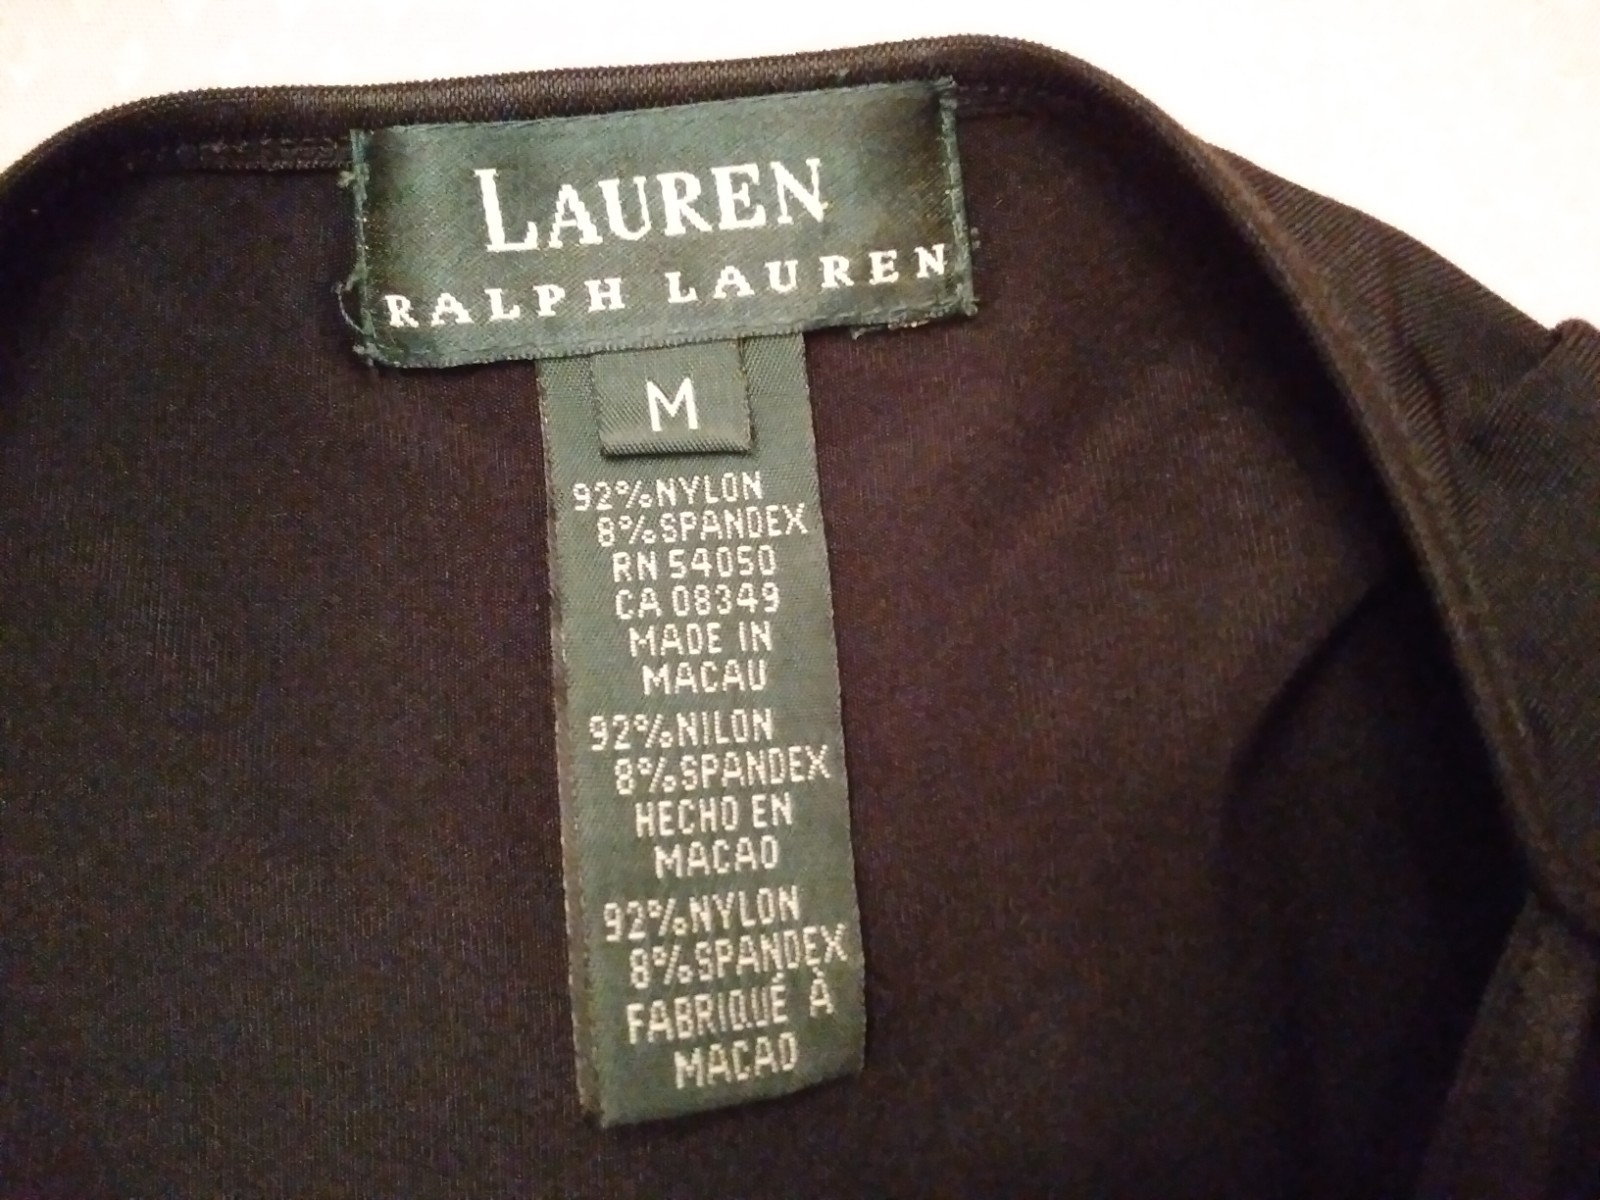 LAUREN
RALPH LAUREN
M
92%NYLON
8%SPANDEX
RN 54050
CA 08349
MADE IN
MACAU
92%NILON
8%SPANDEX
HECHO EN
MACAO
92%NYLON
8%SPANDEX
FABRIQUÉ À
MACAO